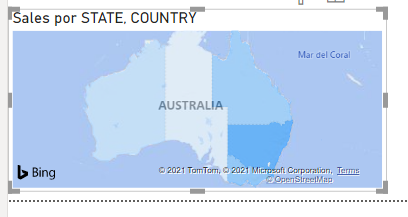 Sales por STATE, COUNTRY
Mar del Coral
AUSTRALIA
Bing
© 2021 TomTom, © 2021 Microsoft Corporation, Terms
© OpenStreetMap